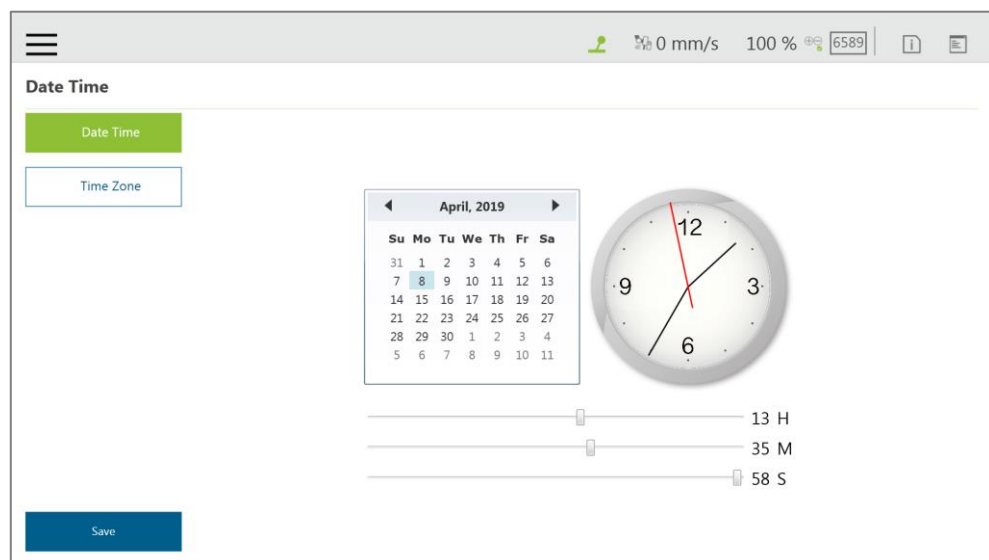 0 mm/s 100 % 6589
Date Time
Date Time
Time Zone
April, 2019
Su Mo Tu We Th Fr Sa
31 1 2 3 4 5 6
7 8 9 10 11 12 13
14 15 16 17 18 19 20
21 22 23 24 25 26 27
28 29 30 1 2 3 4
5 6 7 8 9 10 11
12
9 3
6
13 H
35 M
58 S
Save